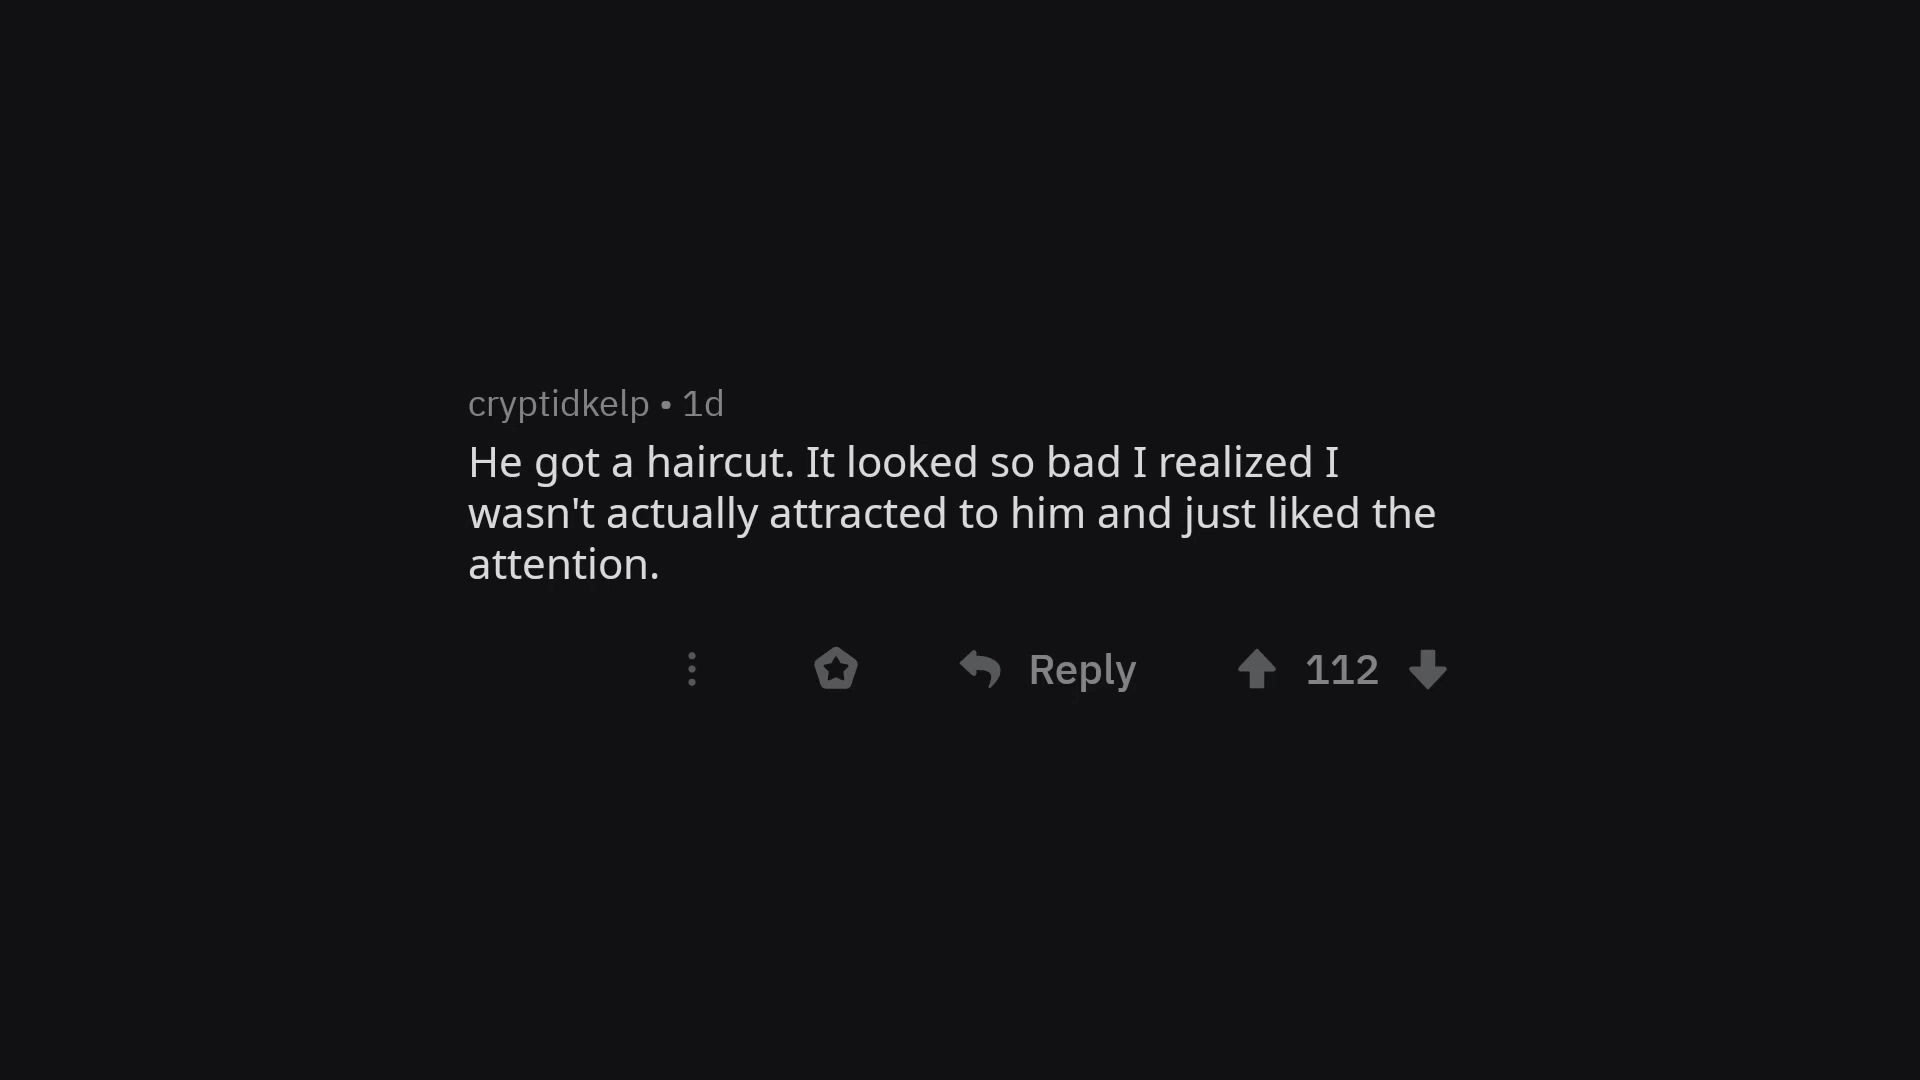 cryptidkelp • 1d
He got a haircut. It looked so bad I realized I
wasn't actually attracted to him and just liked the
attention.
Reply 112